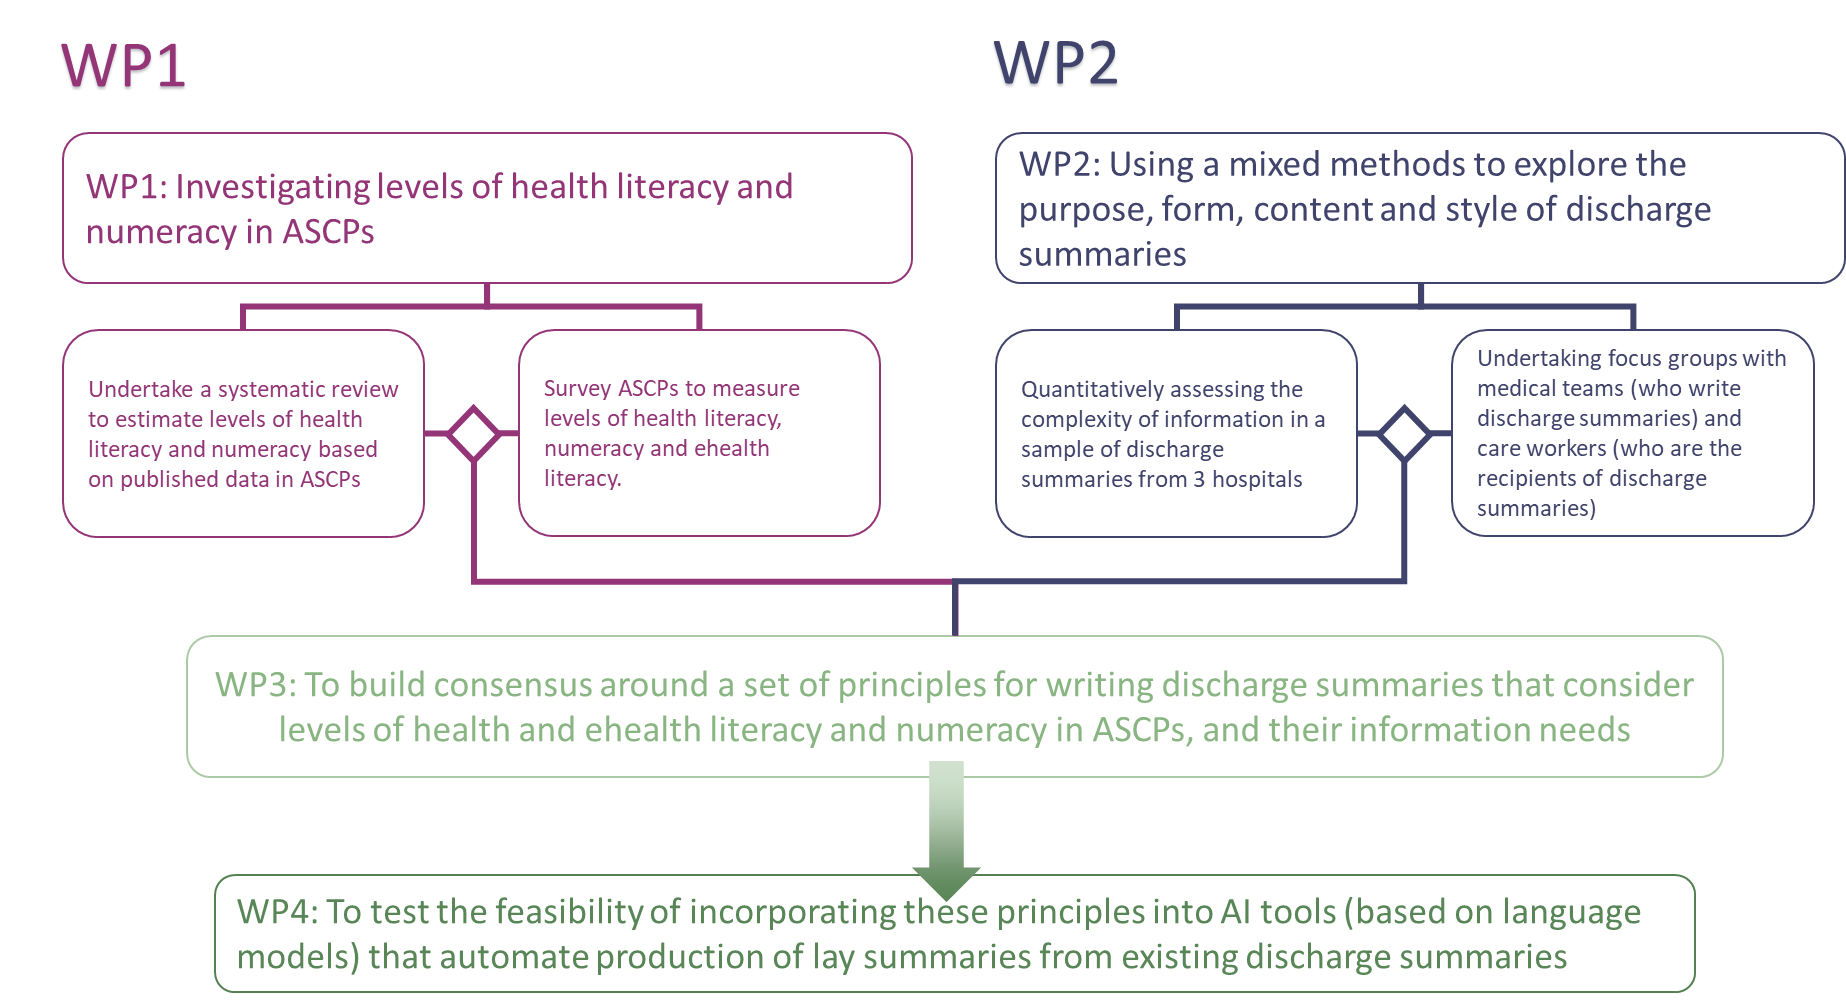 WP1
WP2
WP1: Investigating levels of health literacy and
numeracy in ASCPs
WP2: Using a mixed methods to explore the
purpose, form, content and style of discharge
summaries
Undertake a systematic review
to estimate levels of health
literacy and numeracy based
on published data in ASCPs
Survey ASCPs to measure
levels of health literacy,
numeracy and ehealth
literacy.
Quantitatively assessing the
complexity of information in a
sample of discharge
summaries from 3 hospitals
Undertaking focus groups with
medical teams (who write
discharge summaries) and
care workers (who are the
recipients of discharge
summaries)
WP3: To build consensus around a set of principles for writing discharge summaries that consider
levels of health and ehealth literacy and numeracy in ASCPs, and their information needs
WP4: To test the feasibility of incorporating these principles into AI tools (based on language
models) that automate production of lay summaries from existing discharge summaries